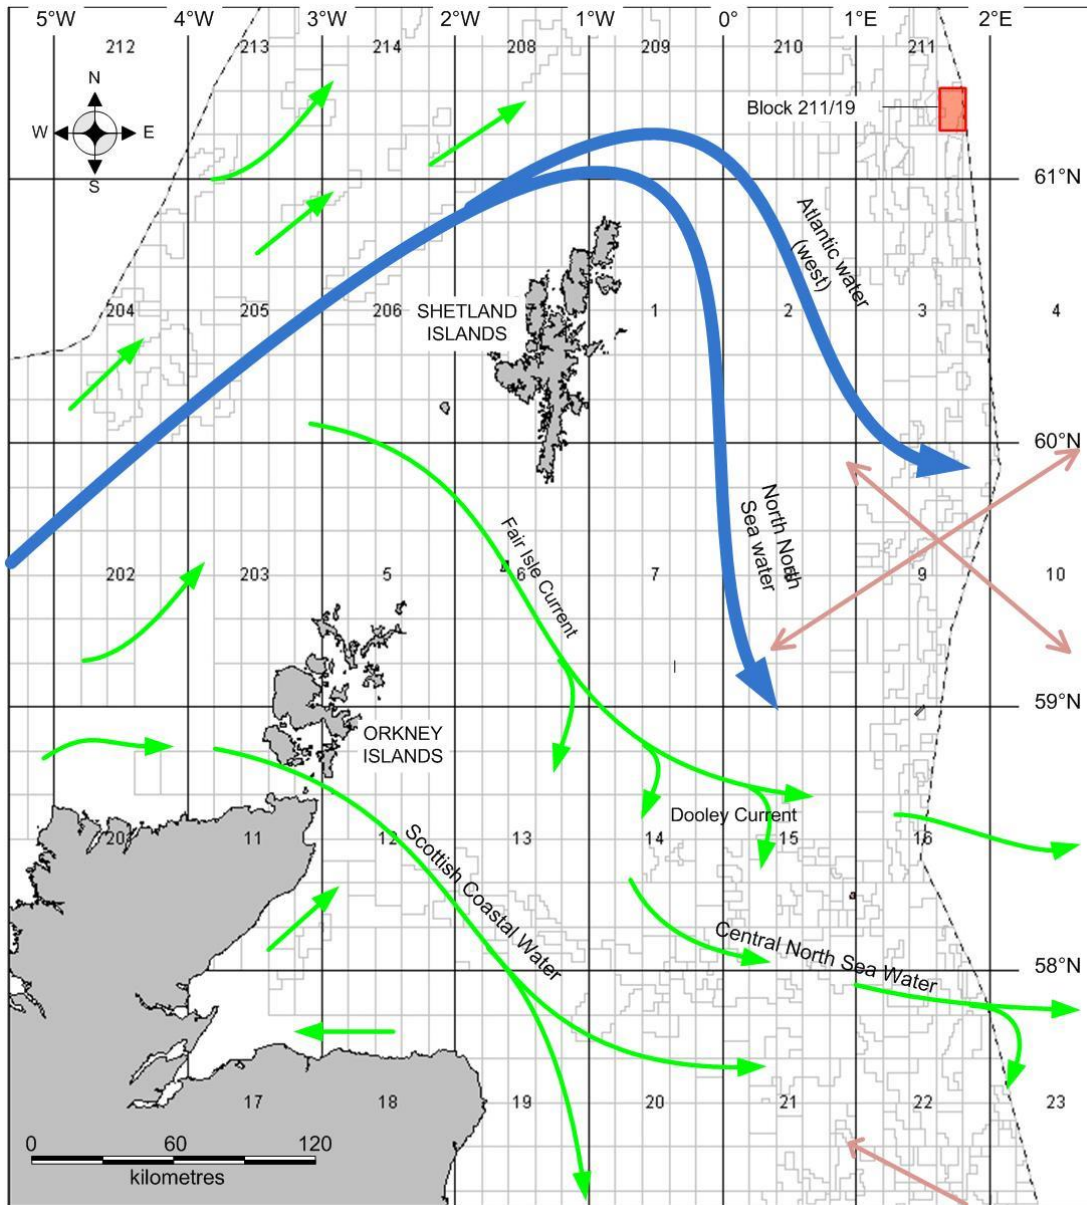 5°W 4°W 3°W 2°W 1°W 0° 1°E 2°E
212 213 214 208 209 210 211
N
W E
S
Block 211/19
61°N
Atlantic water
(west)
204 205 206 1 2 3 4
SHETLAND
ISLANDS
60°N
Fair Isle Current
North North
Sea water
202 203 5 6 7 9 10
59°N
ORKNEY
ISLANDS
Dooley Current
20 11 12 13 14 15 16
Scottish Coastal Water
Central North Sea Water
58°N
17 18 19 20 21 22 23
0 60 120
kilometres